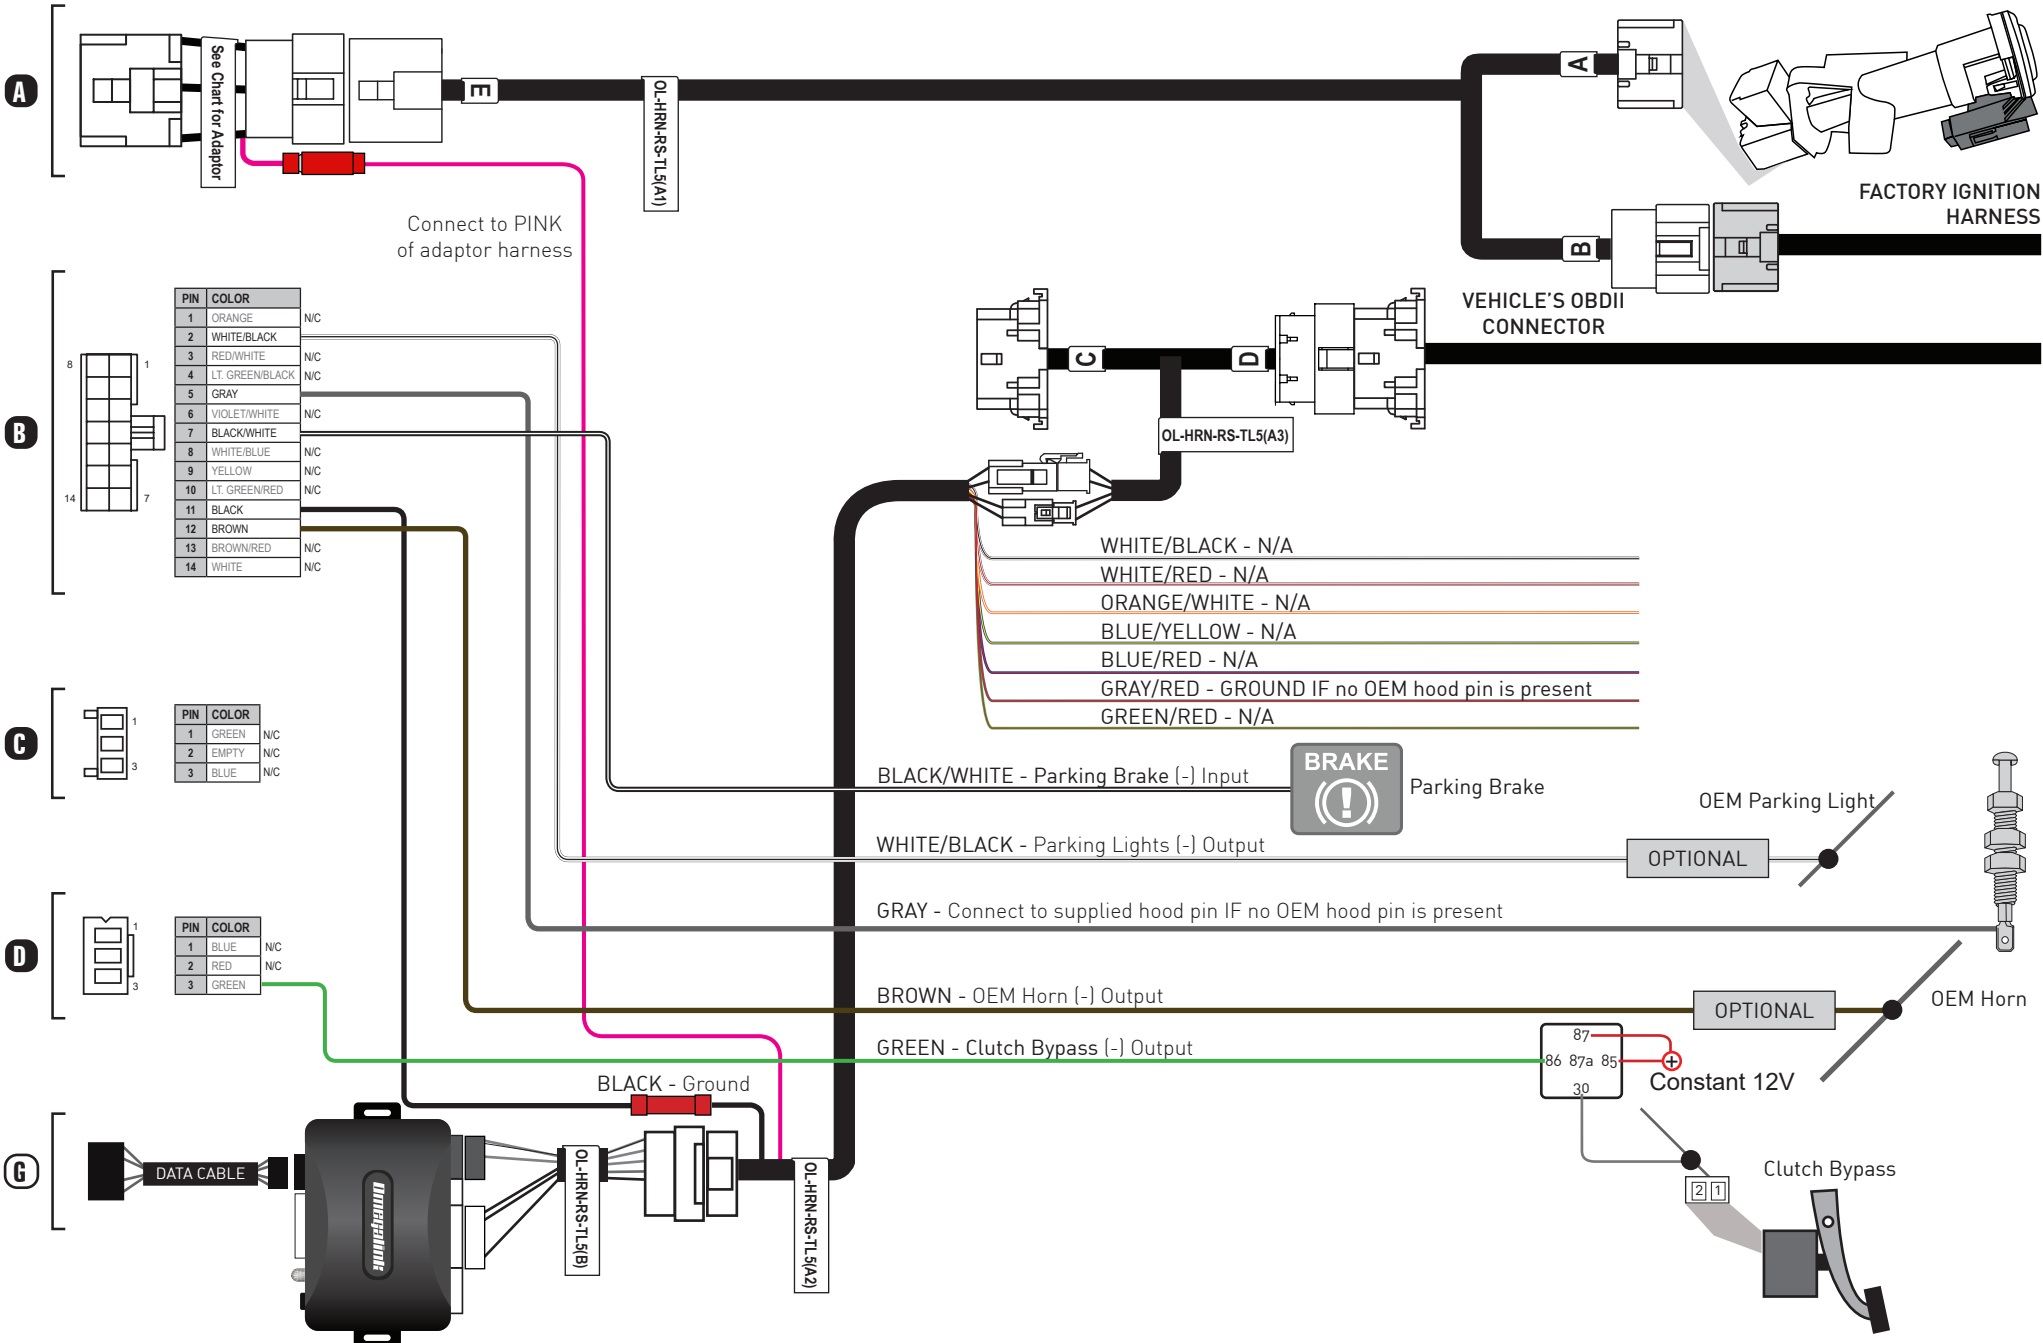 A
See Chart for Adaptor
E
OL-HRN-RS-TL5(A1)
A
FACTORY IGNITION
HARNESS
B
Connect to PINK
of adaptor harness
VEHICLE'S OBDII
CONNECTOR
C
D
OL-HRN-RS-TL5(A3)
B
8
1
14
7
PIN COLOR
1 ORANGE N/C
2 WHITE/BLACK
3 RED/WHITE N/C
4 LT. GREEN/BLACK N/C
5 GRAY
6 VIOLET/WHITE N/C
7 BLACK/WHITE
8 WHITE/BLUE N/C
9 YELLOW N/C
10 LT. GREEN/RED N/C
11 BLACK
12 BROWN
13 BROWN/RED N/C
14 WHITE N/C
WHITE/BLACK - N/A
WHITE/RED - N/A
ORANGE/WHITE - N/A
BLUE/YELLOW - N/A
BLUE/RED - N/A
GRAY/RED - GROUND IF no OEM hood pin is present
GREEN/RED - N/A
C
1
3
PIN COLOR
1 GREEN N/C
2 EMPTY N/C
3 BLUE N/C
BLACK/WHITE - Parking Brake (-) Input
BRAKE
Parking Brake
OEM Parking Light
WHITE/BLACK - Parking Lights (-) Output
OPTIONAL
GRAY - Connect to supplied hood pin IF no OEM hood pin is present
D
1
3
PIN COLOR
1 BLUE N/C
2 RED N/C
3 GREEN
BROWN - OEM Horn (-) Output
OPTIONAL
OEM Horn
GREEN - Clutch Bypass (-) Output
87
86 87a 85
30
Constant 12V
BLACK - Ground
G
DATA CABLE
Omegalink
OL-HRN-RS-TL5(B)
OL-HRN-RS-TL5(A2)
2 1
Clutch Bypass